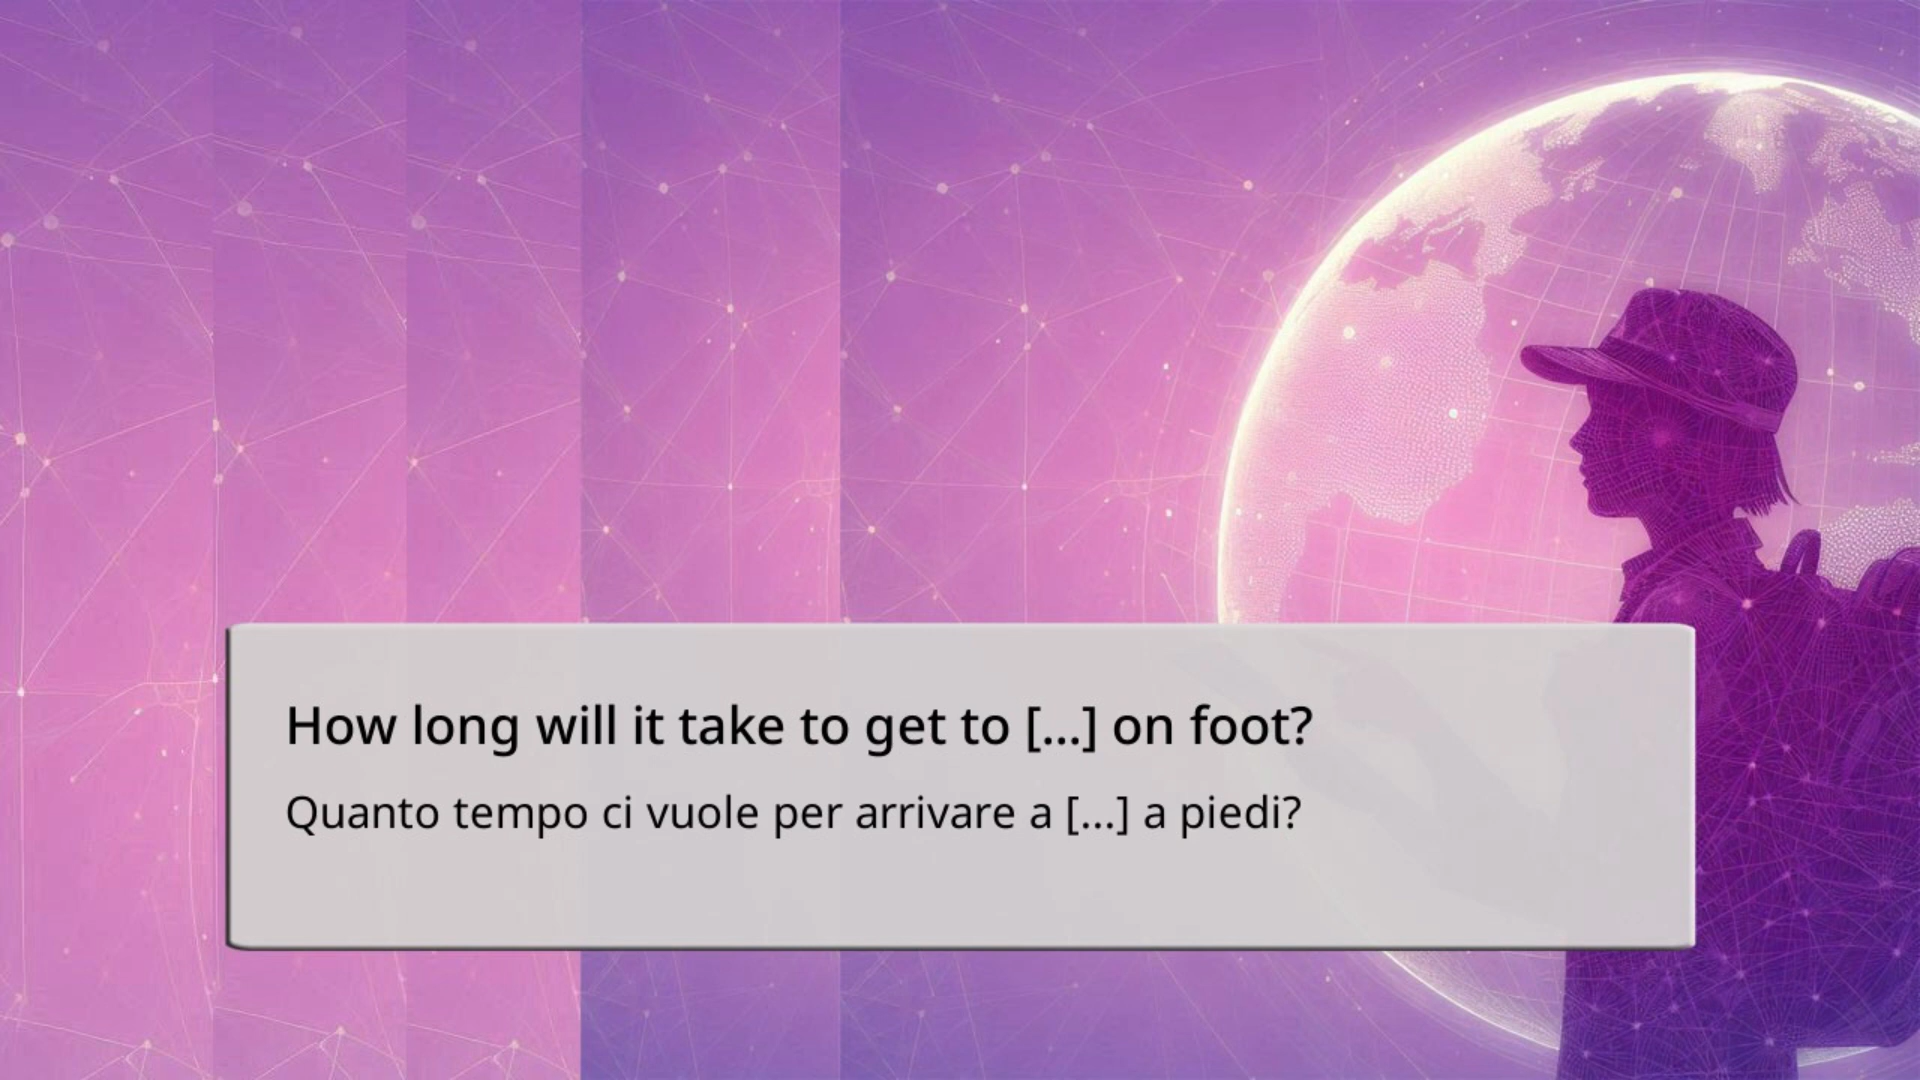 How long will it take to get to [...] on foot?
Quanto tempo ci vuole per arrivare a [...] a piedi?